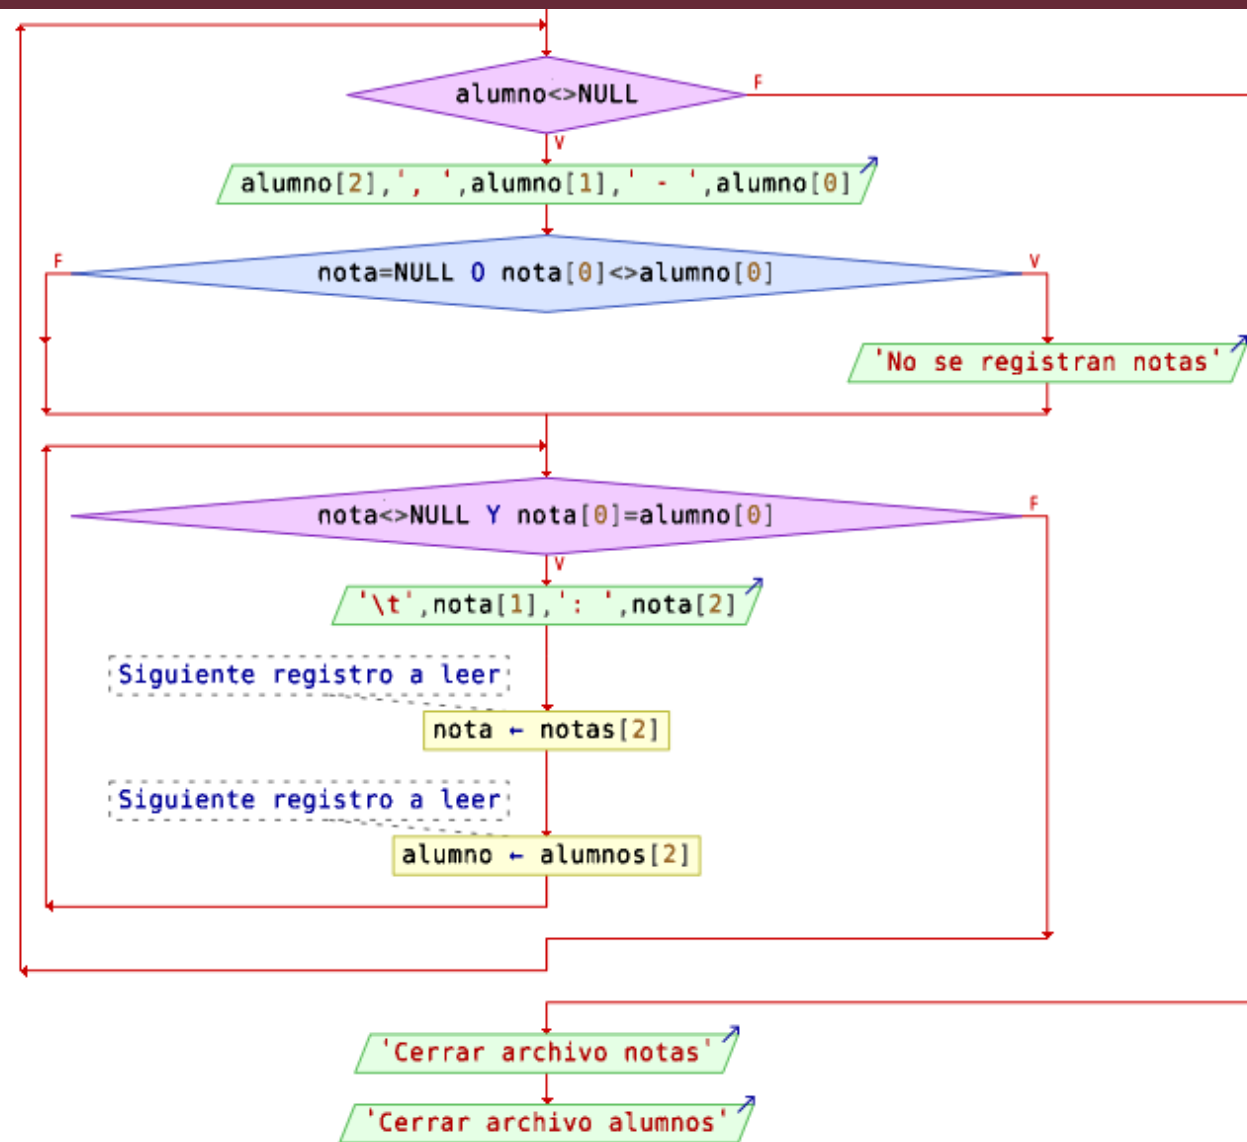 alumno<>NULL
F
V
alumno[2],', ',alumno[1],' - ',alumno[0]
F
nota=NULL O nota[0]<>alumno[0]
V
'No se registran notas'
nota<>NULL Y nota[0]=alumno[0]
F
V
'\t',nota[1],': ',nota[2]
Siguiente registro a leer
nota ← notas[2]
Siguiente registro a leer
alumno ← alumnos[2]
'Cerrar archivo notas'
'Cerrar archivo alumnos'